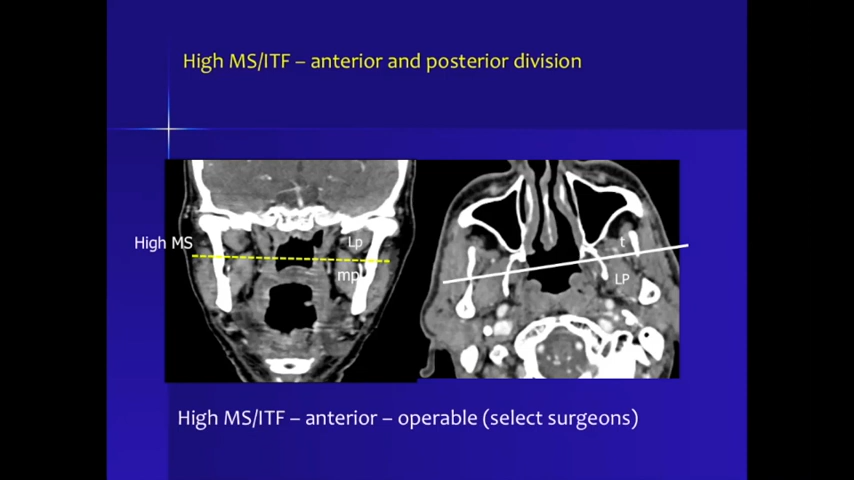 High MS/ITF – anterior and posterior division
High MS
Lp
mp
t
LP
High MS/ITF – anterior – operable (select surgeons)